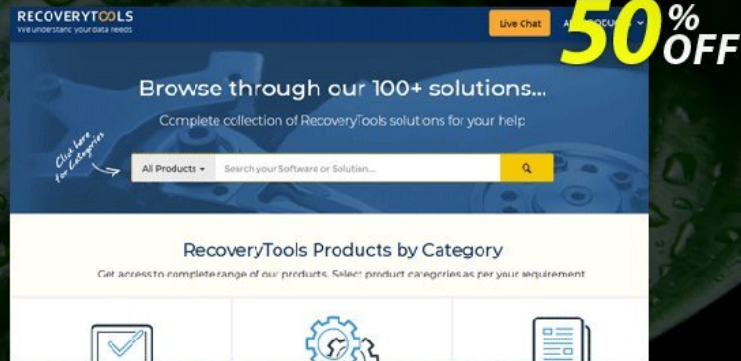 RECOVERYTOOLS
We understand your data needs
Live Chat
50% OFF
Browse through our 100+ solutions...
Complete collection of RecoveryTools solutions for your help
Click here
for Categories
All Products
Search your Software or Solution...
RecoveryTools Products by Category
Get access to complete range of our products. Select product categories as per your requirement